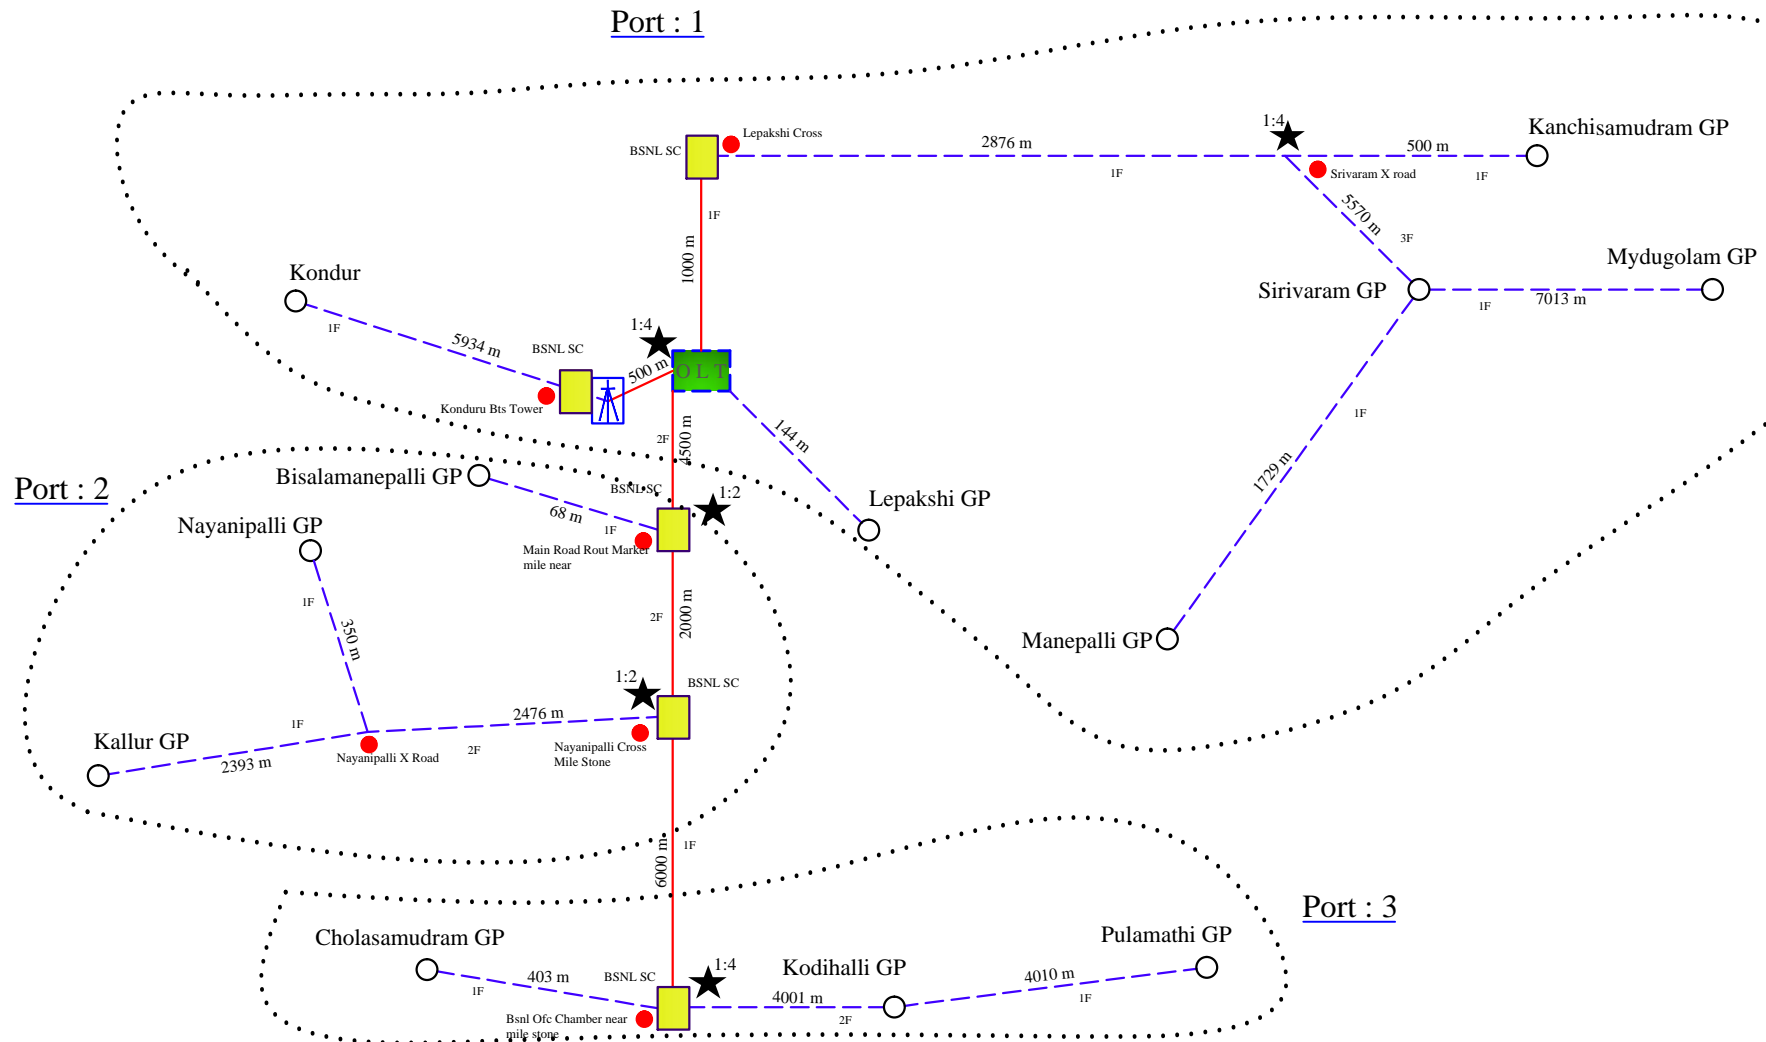 Port : 1
1:4
Lepakshi Cross
BSNL SC
2876 m
1F
500 m
1F
Kanchisamudram GP
Srivaram X road
1F
1000 m
5570 m
3F
Mydugolam GP
Sirivaram GP
1F
7013 m
Kondur
1F
5934 m
BSNL SC
1:4
500 m
O L T
Konduru Bts Tower
2F
4500 m
144 m
1F
1729 m
Lepakshi GP
Manepalli GP
Port : 2
Bisalamanepalli GP
BSNL SC
1:2
68 m
1F
Main Road Rout Marker
mile near
Nayanipalli GP
1F
350 m
2F
2000 m
1:2
BSNL SC
2476 m
1F
2F
Kallur GP
2393 m
Nayanipalli X Road
Nayanipalli Cross
Mile Stone
6000 m
1F
Port : 3
Cholasamudram GP
403 m
1F
BSNL SC
1:4
Kodihalli GP
4001 m
2F
Pulamathi GP
4010 m
1F
Bsnl Ofc Chamber near
mile stone